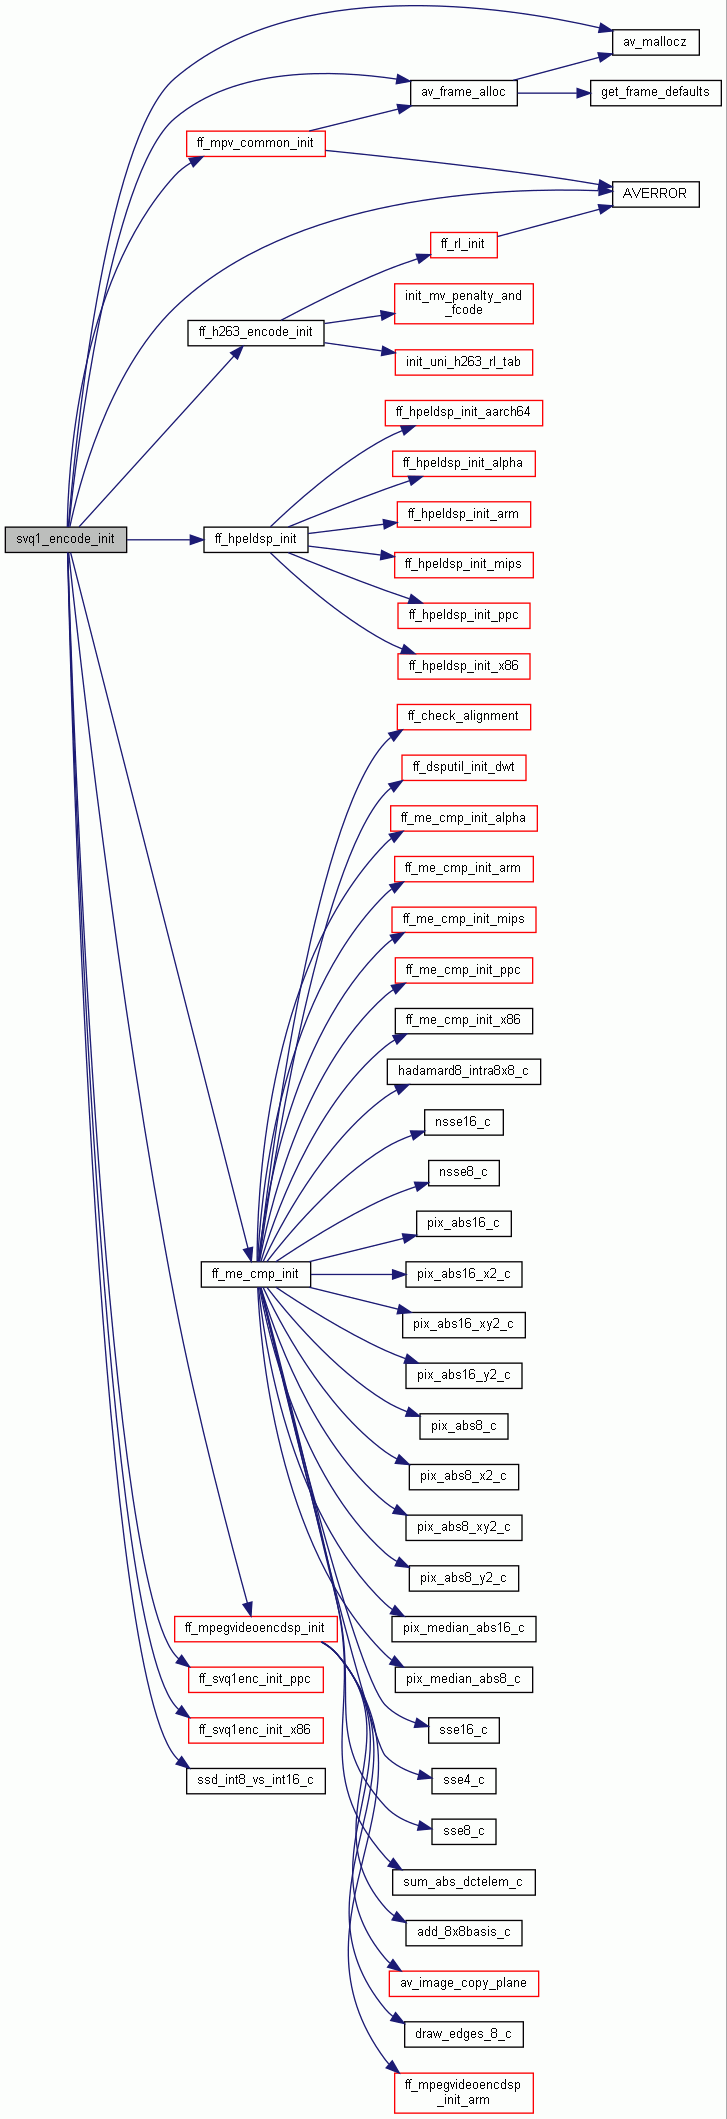 av_mallocz
av_frame_alloc
get_frame_defaults
ff_mpv_common_init
AVERROR
ff_rl_init
init_mv_penalty_and
_fcode
ff_h263_encode_init
init_uni_h263_rl_tab
ff_hpeldsp_init_aarch64
ff_hpeldsp_init_alpha
ff_hpeldsp_init_arm
svq1_encode_init
ff_hpeldsp_init
ff_hpeldsp_init_mips
ff_hpeldsp_init_ppc
ff_hpeldsp_init_x86
ff_check_alignment
ff_dsputil_init_dwt
ff_me_cmp_init_alpha
ff_me_cmp_init_arm
ff_me_cmp_init_mips
ff_me_cmp_init_ppc
ff_me_cmp_init_x86
hadamard8_intra8x8_c
nsse16_c
nsse8_c
pix_abs16_c
ff_me_cmp_init
pix_abs16_x2_c
pix_abs16_xy2_c
pix_abs16_y2_c
pix_abs8_c
pix_abs8_x2_c
pix_abs8_xy2_c
pix_abs8_y2_c
ff_mpegvideoencdsp_init
pix_median_abs16_c
ff_svq1enc_init_ppc
pix_median_abs8_c
ff_svq1enc_init_x86
sse16_c
ssd_int8_vs_int16_c
sse4_c
sse8_c
sum_abs_dctelem_c
add_8x8basis_c
av_image_copy_plane
draw_edges_8_c
ff_mpegvideoencdsp
_init_arm